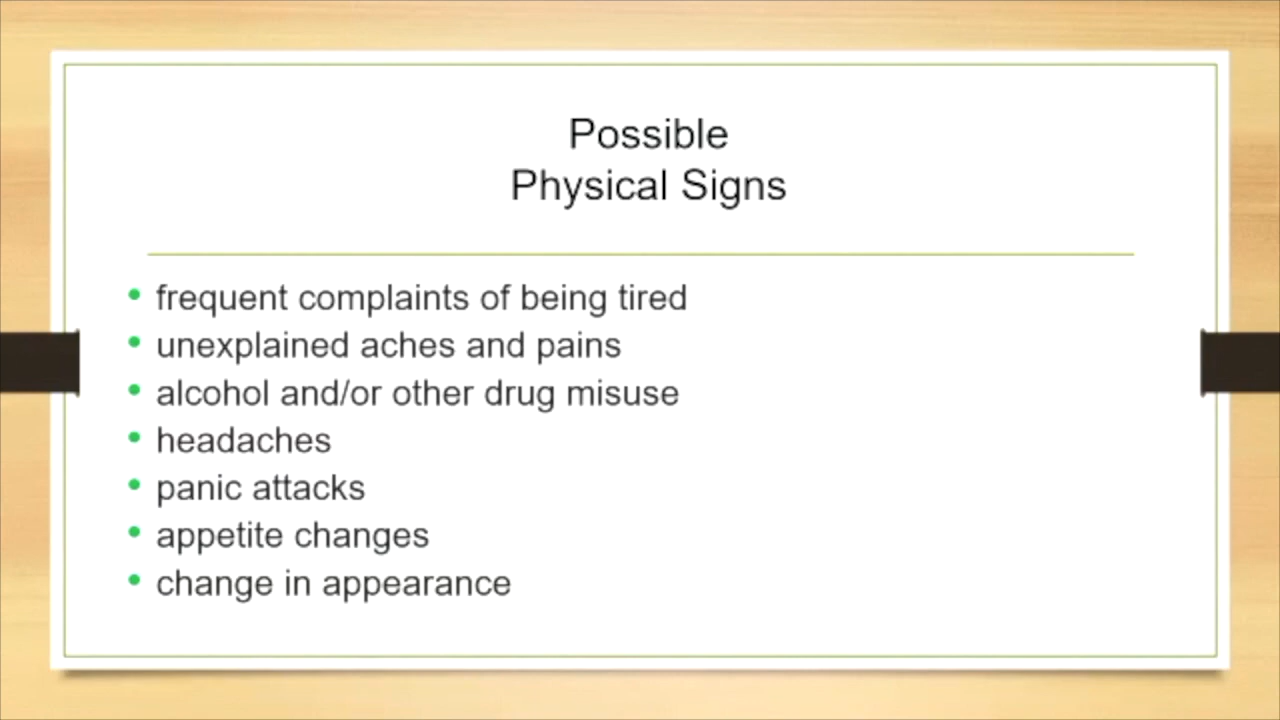 Possible
Physical Signs
• frequent complaints of being tired
• unexplained aches and pains
• alcohol and/or other drug misuse
• headaches
• panic attacks
• appetite changes
• change in appearance